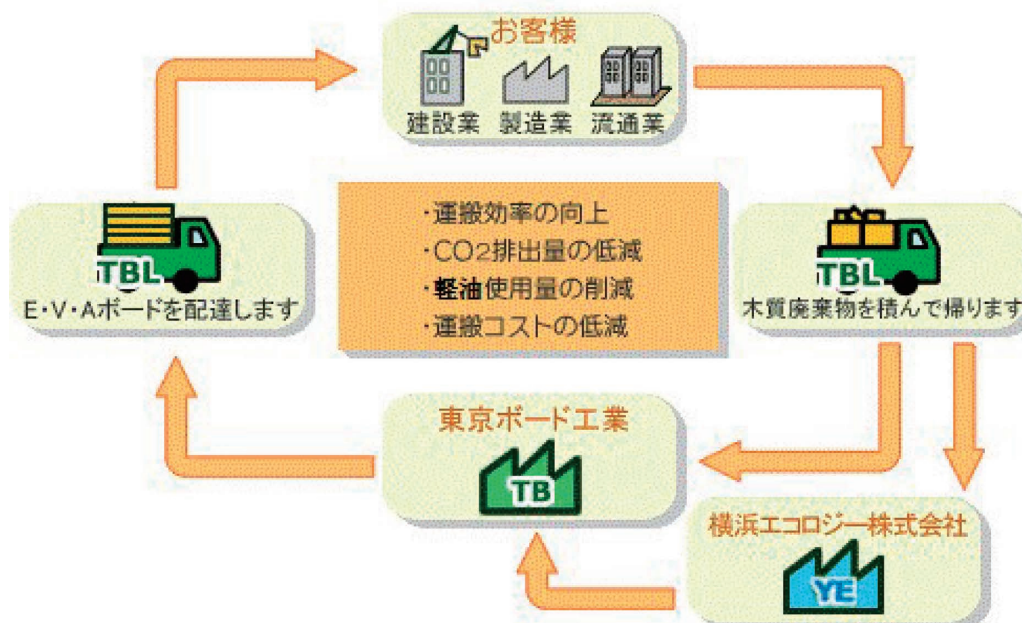 お客様
建設業 製造業 流通業
・運搬効率の向上
・CO2排出量の低減
・軽油使用量の削減
・運搬コストの低減
TBL
E・V・Aボードを配達します
TBL
木質廃棄物を積んで帰ります
東京ボード工業
TB
横浜エコロジー株式会社
YE